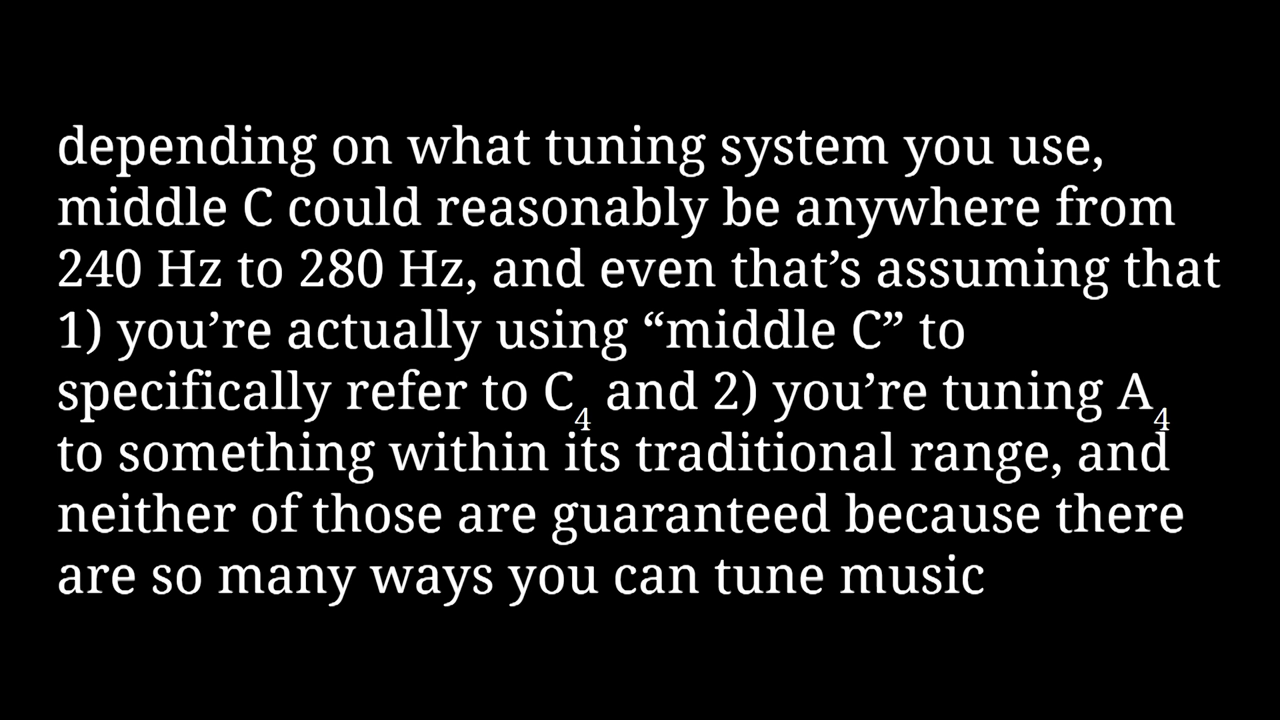 depending on what tuning system you use,
middle C could reasonably be anywhere from
240 Hz to 280 Hz, and even that’s assuming that
1) you’re actually using “middle C” to
specifically refer to C₄ and 2) you’re tuning A₄
to something within its traditional range, and
neither of those are guaranteed because there
are so many ways you can tune music